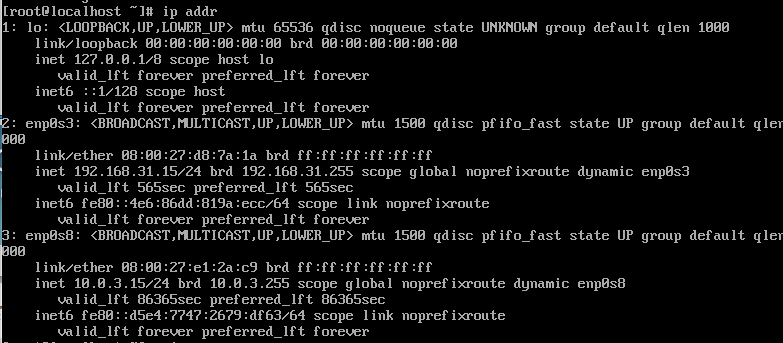 [root@localhost ~]# ip addr
1: lo: <LOOPBACK,UP,LOWER_UP> mtu 65536 qdisc noqueue state UNKNOWN group default qlen 1000
    link/loopback 00:00:00:00:00:00 brd 00:00:00:00:00:00
    inet 127.0.0.1/8 scope host lo
       valid_lft forever preferred_lft forever
    inet6 ::1/128 scope host
       valid_lft forever preferred_lft forever
2: enp0s3: <BROADCAST,MULTICAST,UP,LOWER_UP> mtu 1500 qdisc pfifo_fast state UP group default qlen
000
    link/ether 08:00:27:d8:7a:1a brd ff:ff:ff:ff:ff:ff
    inet 192.168.31.15/24 brd 192.168.31.255 scope global noprefixroute dynamic enp0s3
       valid_lft 565sec preferred_lft 565sec
    inet6 fe80::4e6:86dd:819a:ecc/64 scope link noprefixroute
       valid_lft forever preferred_lft forever
3: enp0s8: <BROADCAST,MULTICAST,UP,LOWER_UP> mtu 1500 qdisc pfifo_fast state UP group default qlen
000
    link/ether 08:00:27:e1:2a:c9 brd ff:ff:ff:ff:ff:ff
    inet 10.0.3.15/24 brd 10.0.3.255 scope global noprefixroute dynamic enp0s8
       valid_lft 86365sec preferred_lft 86365sec
    inet6 fe80::d5e4:7747:2679:df63/64 scope link noprefixroute
       valid_lft forever preferred_lft forever